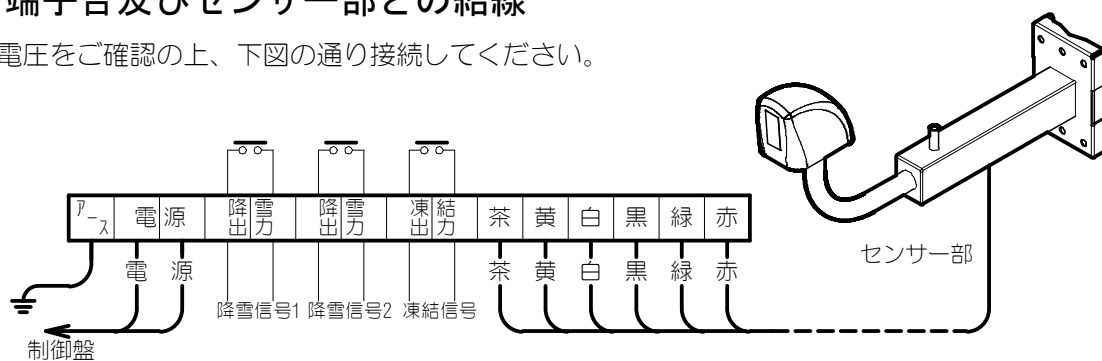 端子台及びセンサー部との結線
電圧をご確認の上、下図の通り接続してください。
アース 電源 降雪出力 降雪出力 凍結出力 茶 黄 白 黒 緑 赤
電 源 茶 黄 白 黒 緑 赤
センサー部
降雪信号1 降雪信号2 凍結信号
制御盤